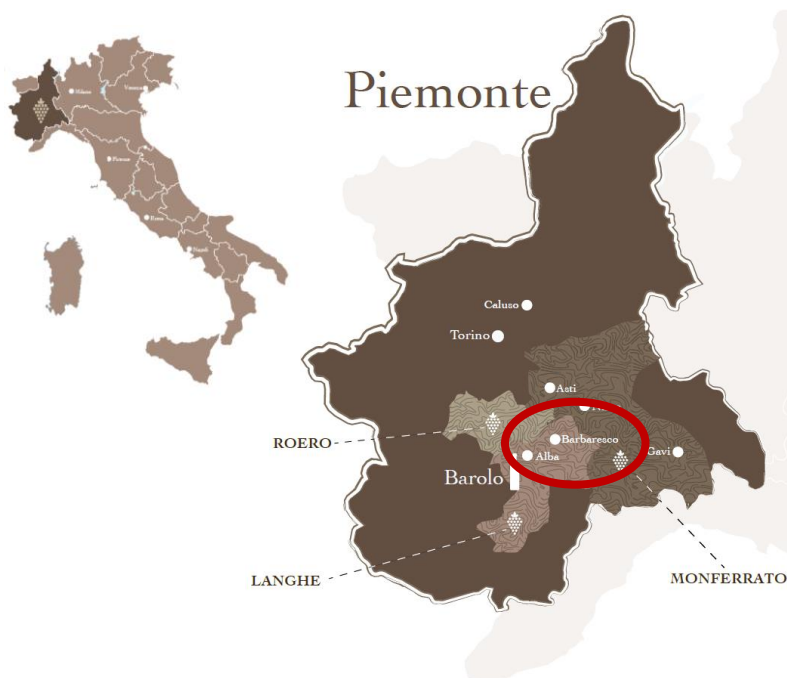 Milano
Venezia
Firenze
Roma
Napoli
Piemonte
Caluso
Torino
Asti
ROERO
Barbaresco
Gavi
Alba
Barolo
LANGHE
MONFERRATO